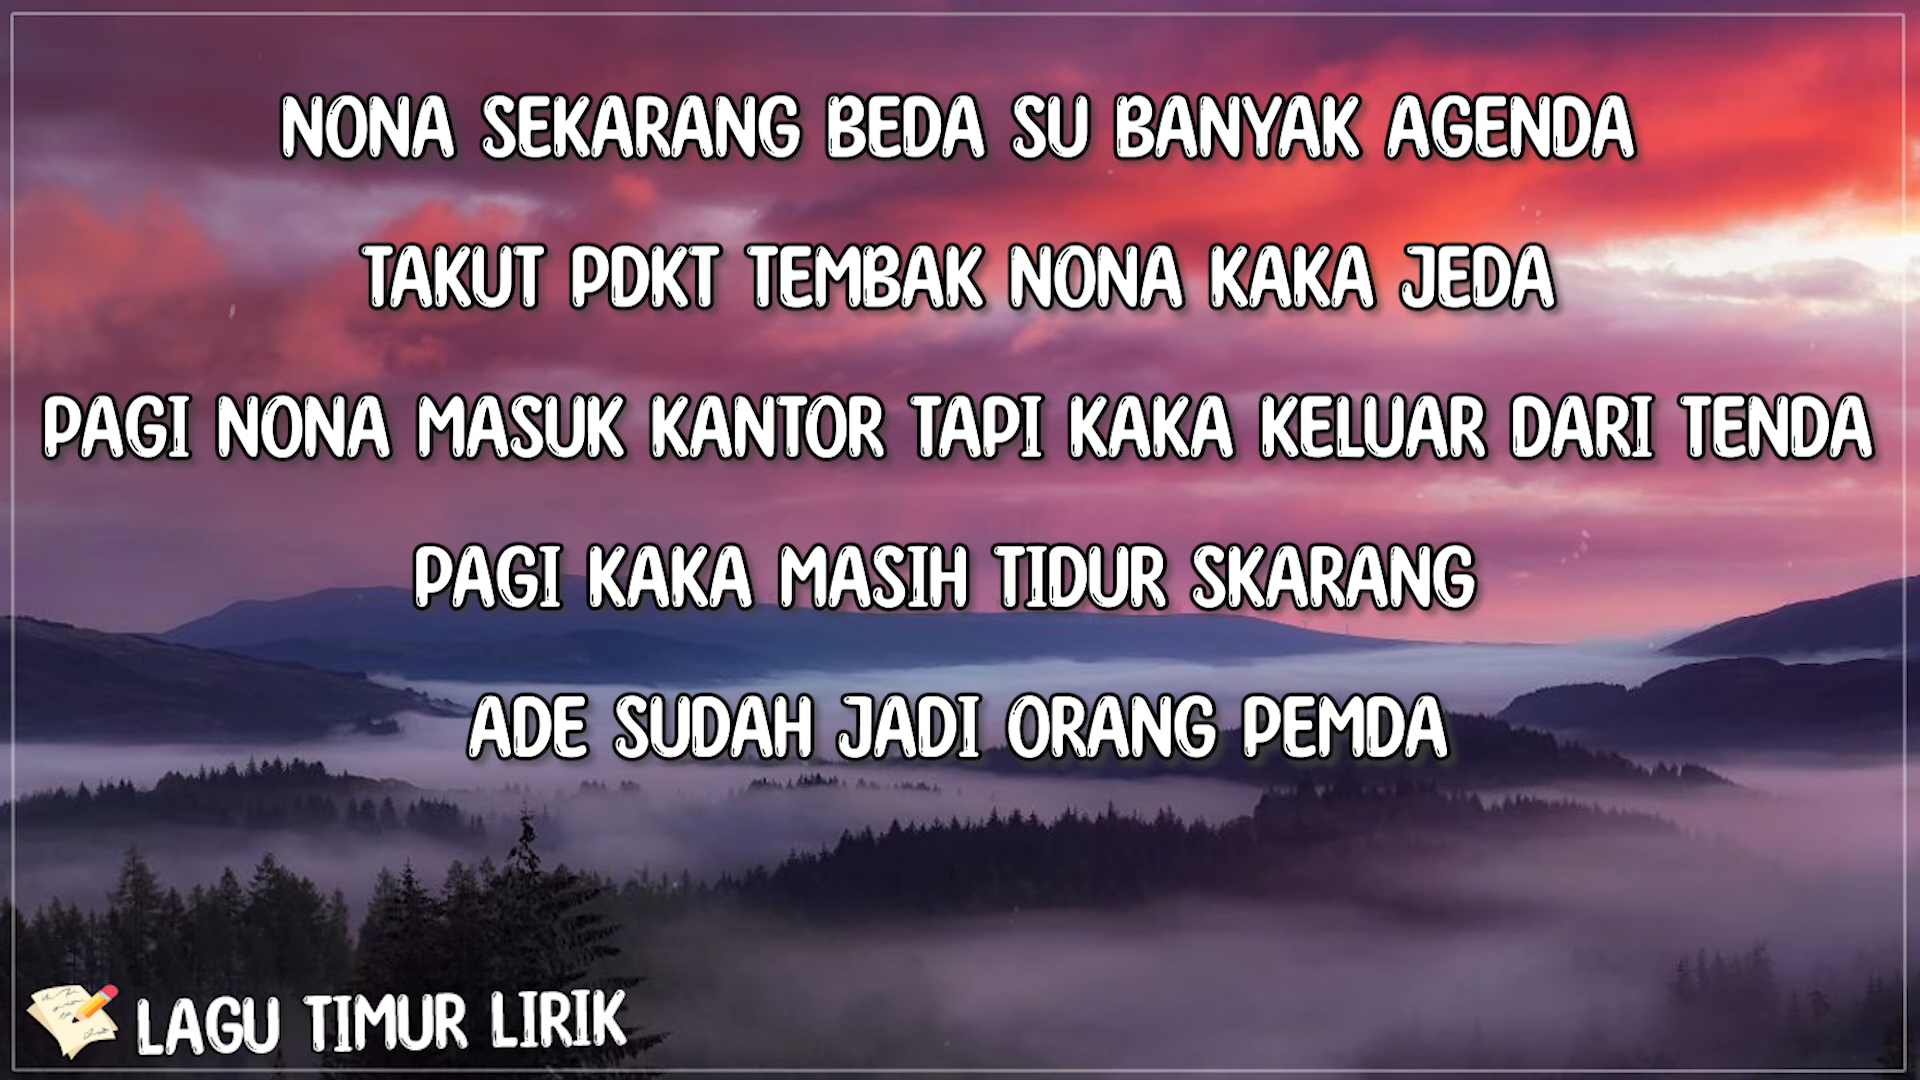 NONA SEKARANG BEDA SU BANYAK AGENDA
TAKUT PDKT TEMBAK NONA KAKA JEDA
PAGI NONA MASUK KANTOR TAPI KAKA KELUAR DARI TENDA
PAGI KAKA MASIH TIDUR SKARANG
ADE SUDAH JADI ORANG PEMDA
LAGU TIMUR LIRIK